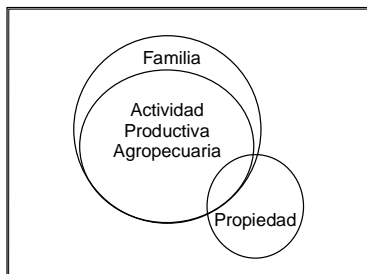 Familia
Actividad
Productiva
Agropecuaria
Propiedad